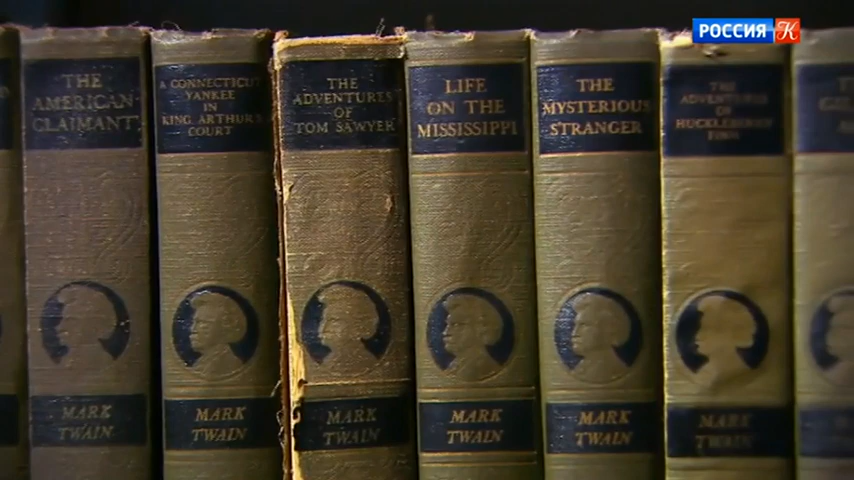 РОССИЯ К
THE
AMERICAN
CLAIMANT
A CONNECTICUT
YANKEE
IN
KING ARTHUR'S
COURT
THE
ADVENTURES
OF
TOM SAWYER
LIFE
ON THE
MISSISSIPPI
THE
MYSTERIOUS
STRANGER
THE
ADVENTURES
OF
HUCKLEBERRY
FINN
MARK
TWAIN
MARK
TWAIN
MARK
TWAIN
MARK
TWAIN
MARK
TWAIN
MARK
TWAIN